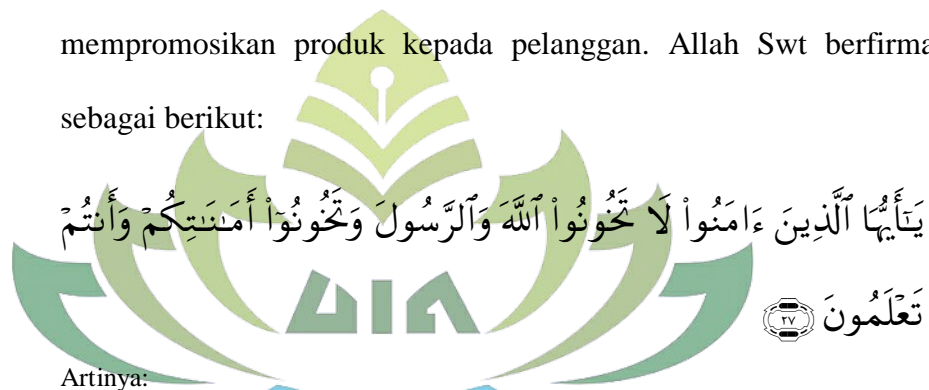 mempromosikan produk kepada pelanggan. Allah Swt berfirma
sebagai berikut:
يَـٰٓأَيُّهَا ٱلَّذِينَ ءَامَنُوا۟ لَا تَخُونُوا۟ ٱللَّهَ وَٱلرَّسُولَ وَتَخُونُوٓا۟ أَمَـٰنَـٰتِكُمْ وَأَنتُمْ
تَعْلَمُونَ ٢٧
UIN
Artinya: